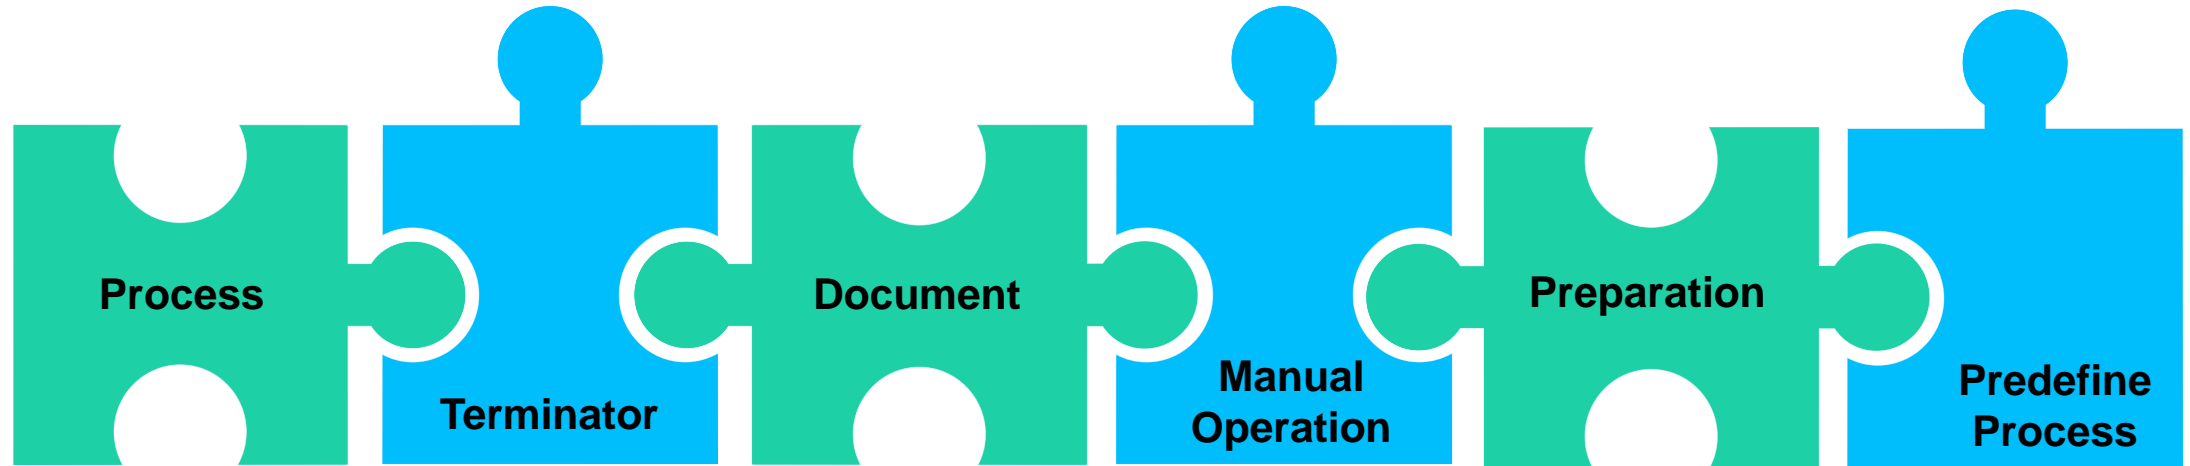 Process
Terminator
Document
Manual
Operation
Preparation
Predefine
Process